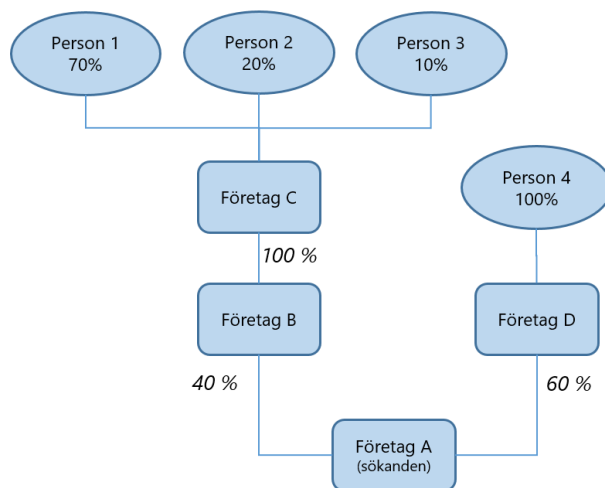 Person 1
70%
Person 2
20%
Person 3
10%
Företag C
Person 4
100%
100 %
Företag B
Företag D
40 %
60 %
Företag A
(sökanden)